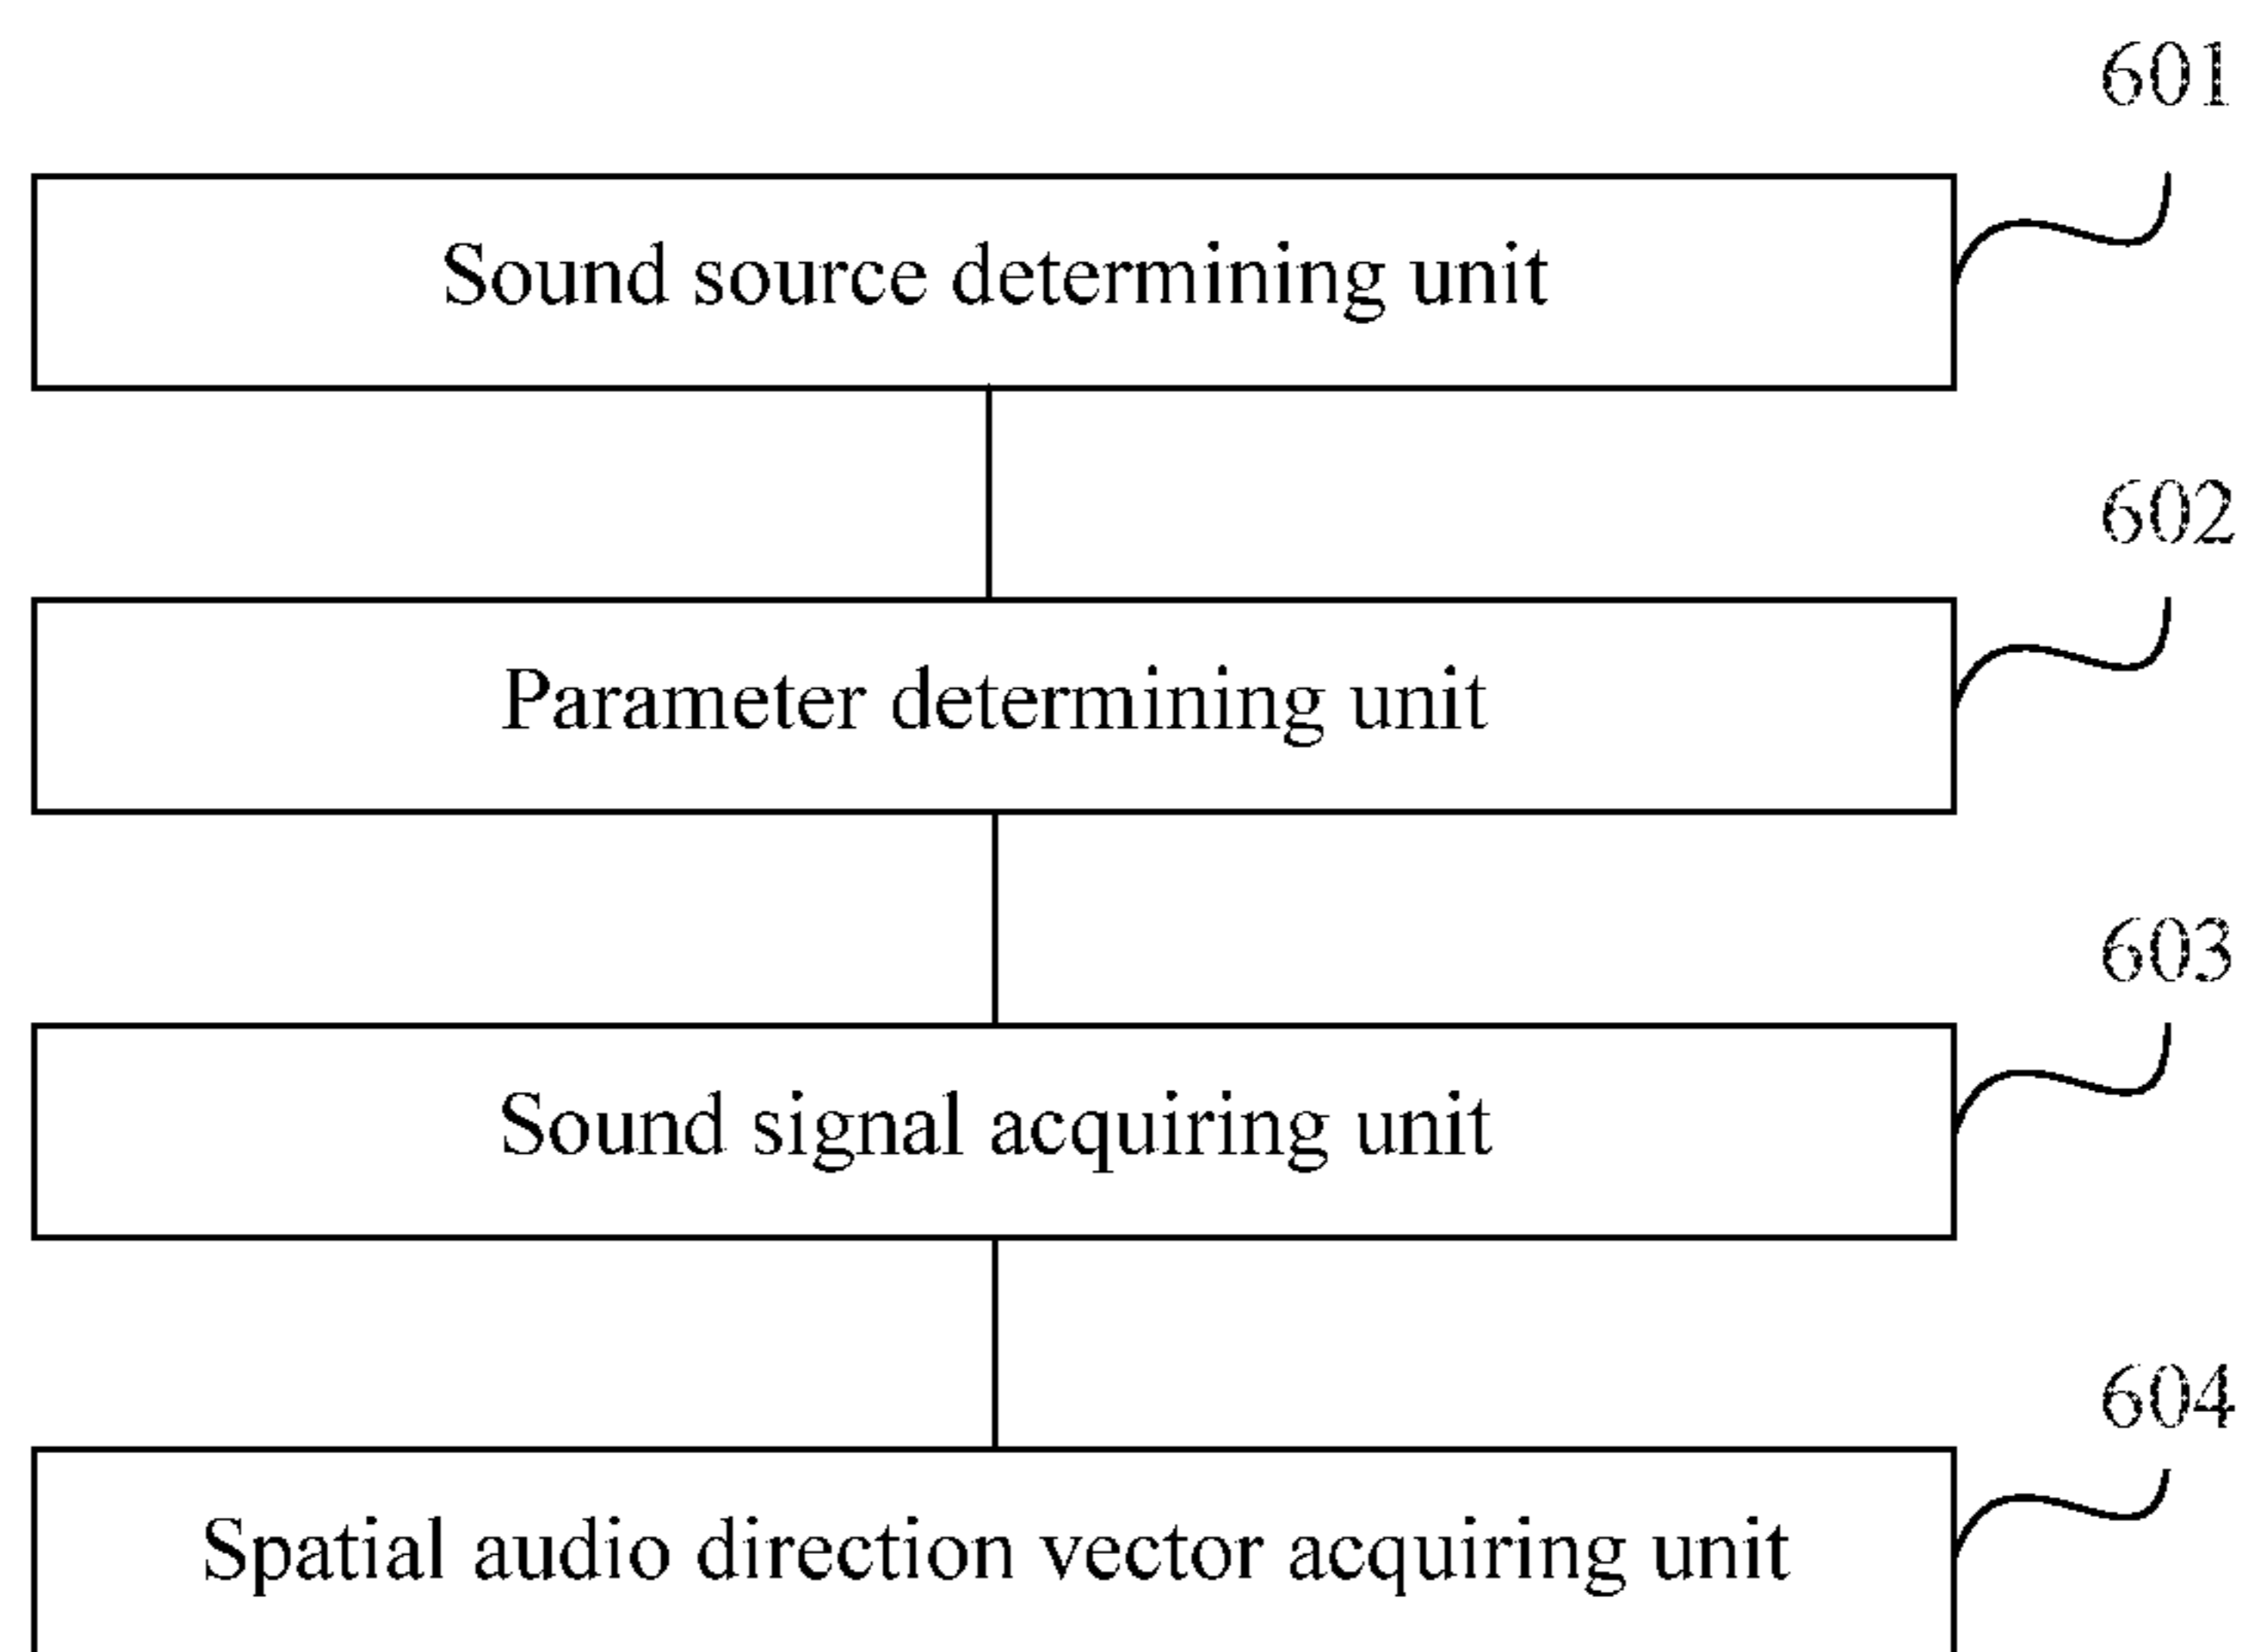 601
Sound source determining unit
602
Parameter determining unit
603
Sound signal acquiring unit
604
Spatial audio direction vector acquiring unit